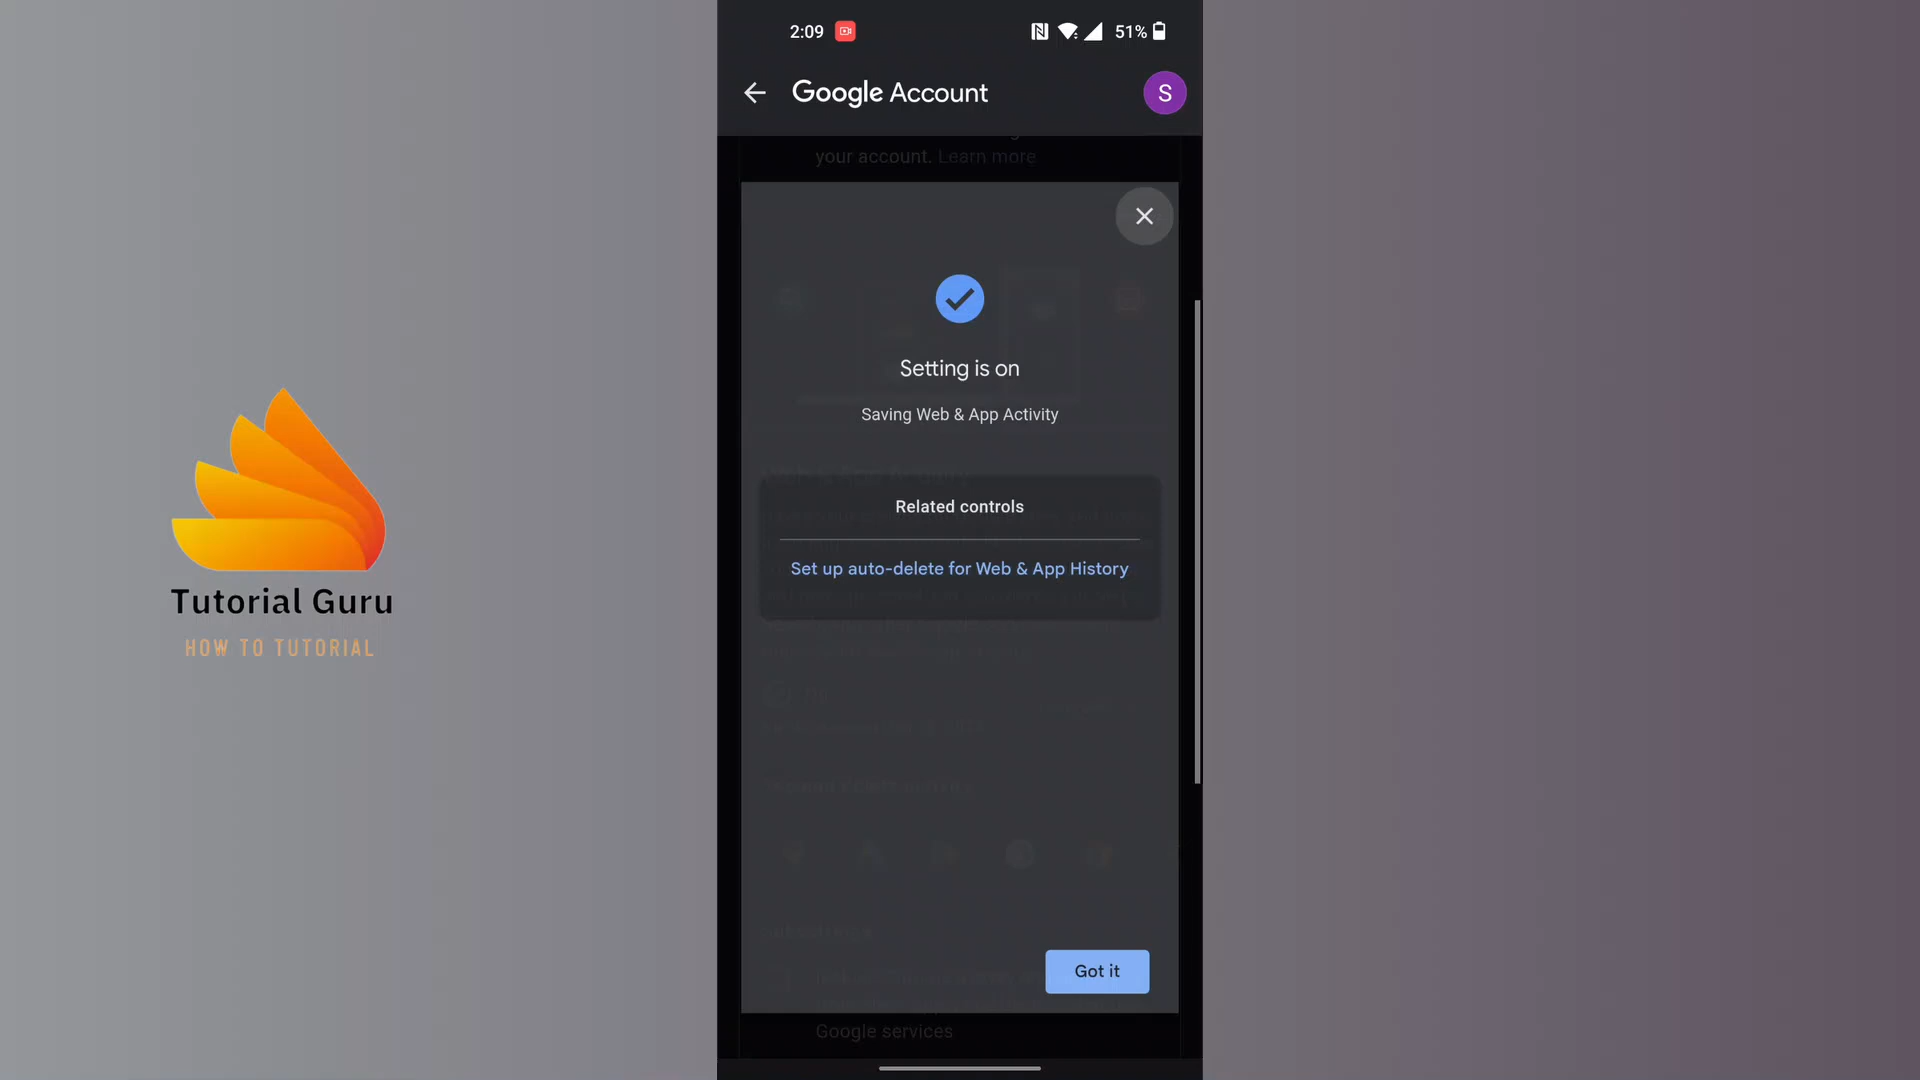 2:09
51%
Google Account
S
your account. Learn more
Setting is on
Saving Web & App Activity
Related controls
Set up auto-delete for Web & App History
Got it
Google services
Tutorial Guru
HOW TO TUTORIAL